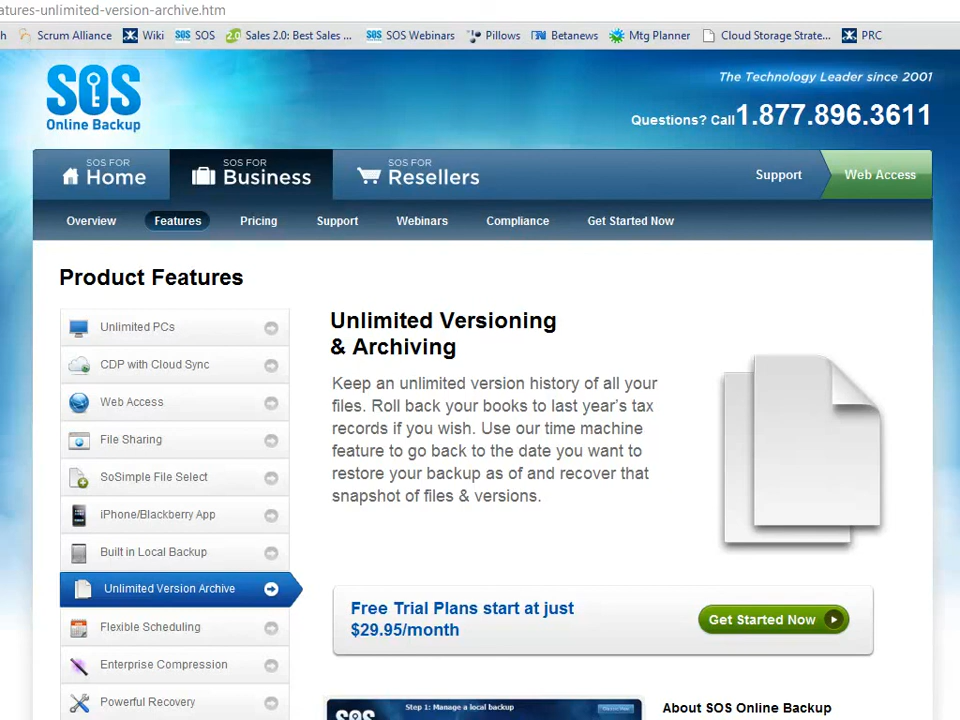 atures-unlimited-version-archive.htm
h Scrum Alliance Wiki SOS Sales 2.0: Best Sales ... SOS Webinars Pillows Betanews Mtg Planner Cloud Storage Strate... PRC
SOS
Online Backup
The Technology Leader since 2001
Questions? Call 1.877.896.3611
SOS FOR
Home
SOS FOR
Business
SOS FOR
Resellers
Support
Web Access
Overview Features Pricing Support Webinars Compliance Get Started Now
Product Features
Unlimited PCs
CDP with Cloud Sync
Web Access
File Sharing
SoSimple File Select
iPhone/Blackberry App
Built in Local Backup
Unlimited Version Archive
Flexible Scheduling
Enterprise Compression
Powerful Recovery
Unlimited Versioning
& Archiving
Keep an unlimited version history of all your
files. Roll back your books to last year's tax
records if you wish. Use our time machine
feature to go back to the date you want to
restore your backup as of and recover that
snapshot of files & versions.
Free Trial Plans start at just
$29.95/month
Get Started Now
Step 1: Manage a local backup
SOS
About SOS Online Backup